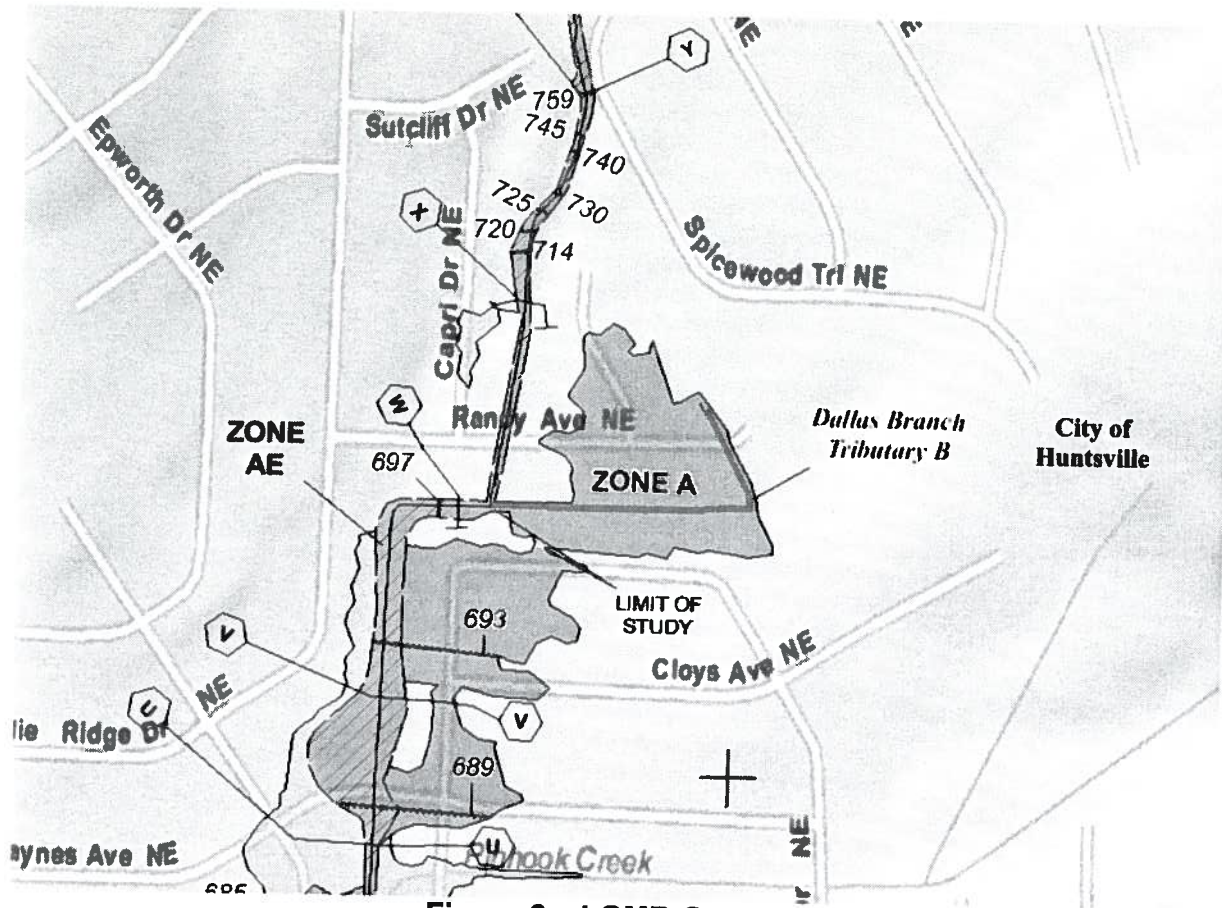 NE
Y
759
Sutcliff Dr NE
745
740
Epworth Dr NE
725
730
X
720
714
Capri Dr NE
Spicewood Trl NE
Randy Ave NE
W
ZONE
AE
697
ZONE A
Dallas Branch
Tributary B
City of
Huntsville
LIMIT OF
STUDY
693
V
Cloys Ave NE
NE
U
Ridge Dr
V
689
NE
U
Pinhook Creek
Ave NE
685